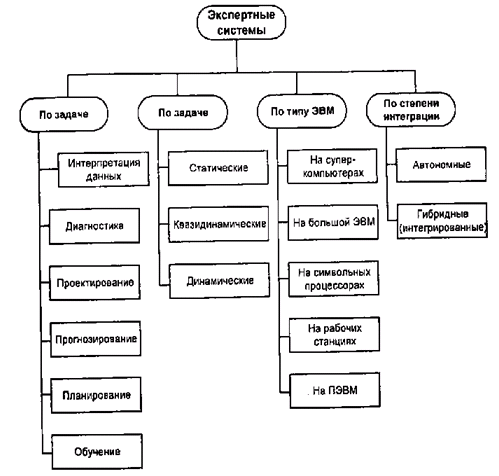 Экспертные
системы
По задаче
По задаче
По типу ЭВМ
По степени
интеграции
Интерпретация
данных
Диагностика
Проектирование
Прогнозирование
Планирование
Обучение
Статические
Квазидинамические
Динамические
На супер-
компьютерах
На большой ЭВМ
На символьных
процессорах
На рабочих
станциях
На ПЭВМ
Автономные
Гибридные
(интегрированные)